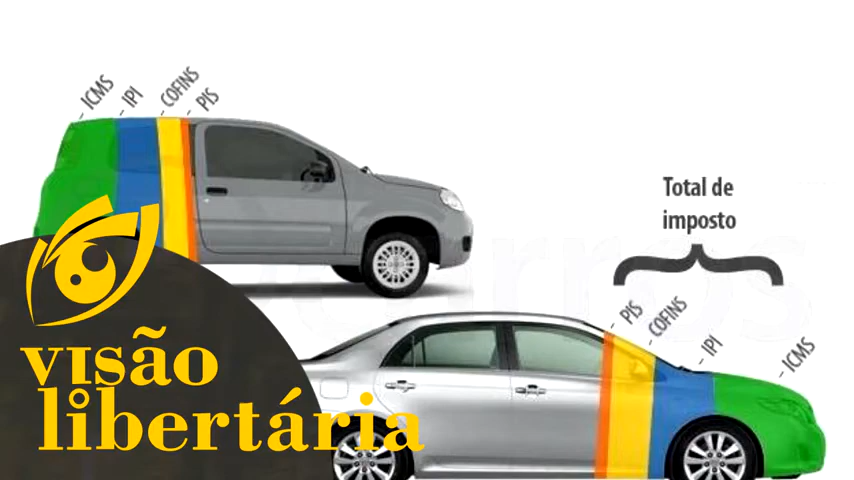 ICMS
IPI
COFINS
PIS
Total de
imposto
PIS
COFINS
IPI
ICMS
visão
libertária